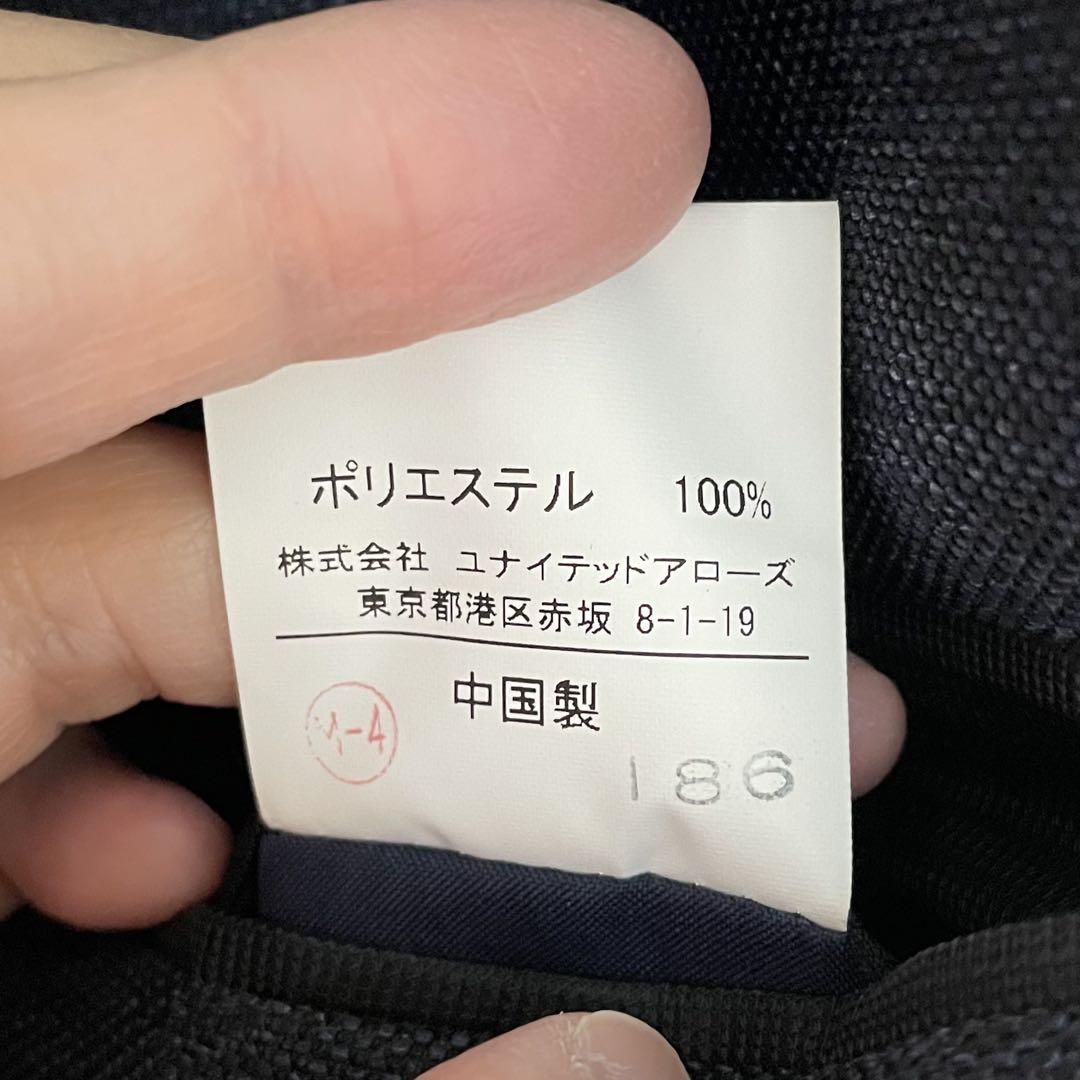 ポリエステル 100%
株式会社 ユナイテッドアローズ
東京都港区赤坂 8-1-19
中国製
M-4
186